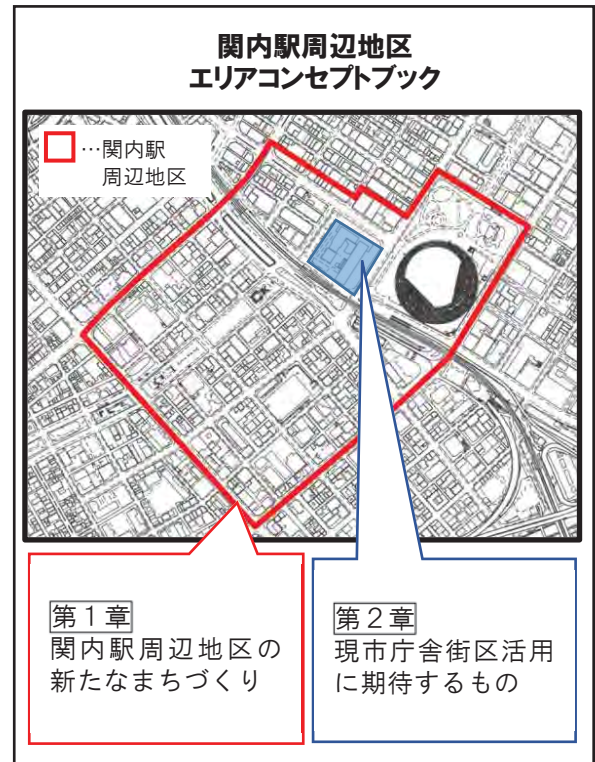 関内駅周辺地区
エリアコンセプトブック
…関内駅
周辺地区
第１章
関内駅周辺地区の
新たなまちづくり
第２章
現市庁舎街区活用
に期待するもの